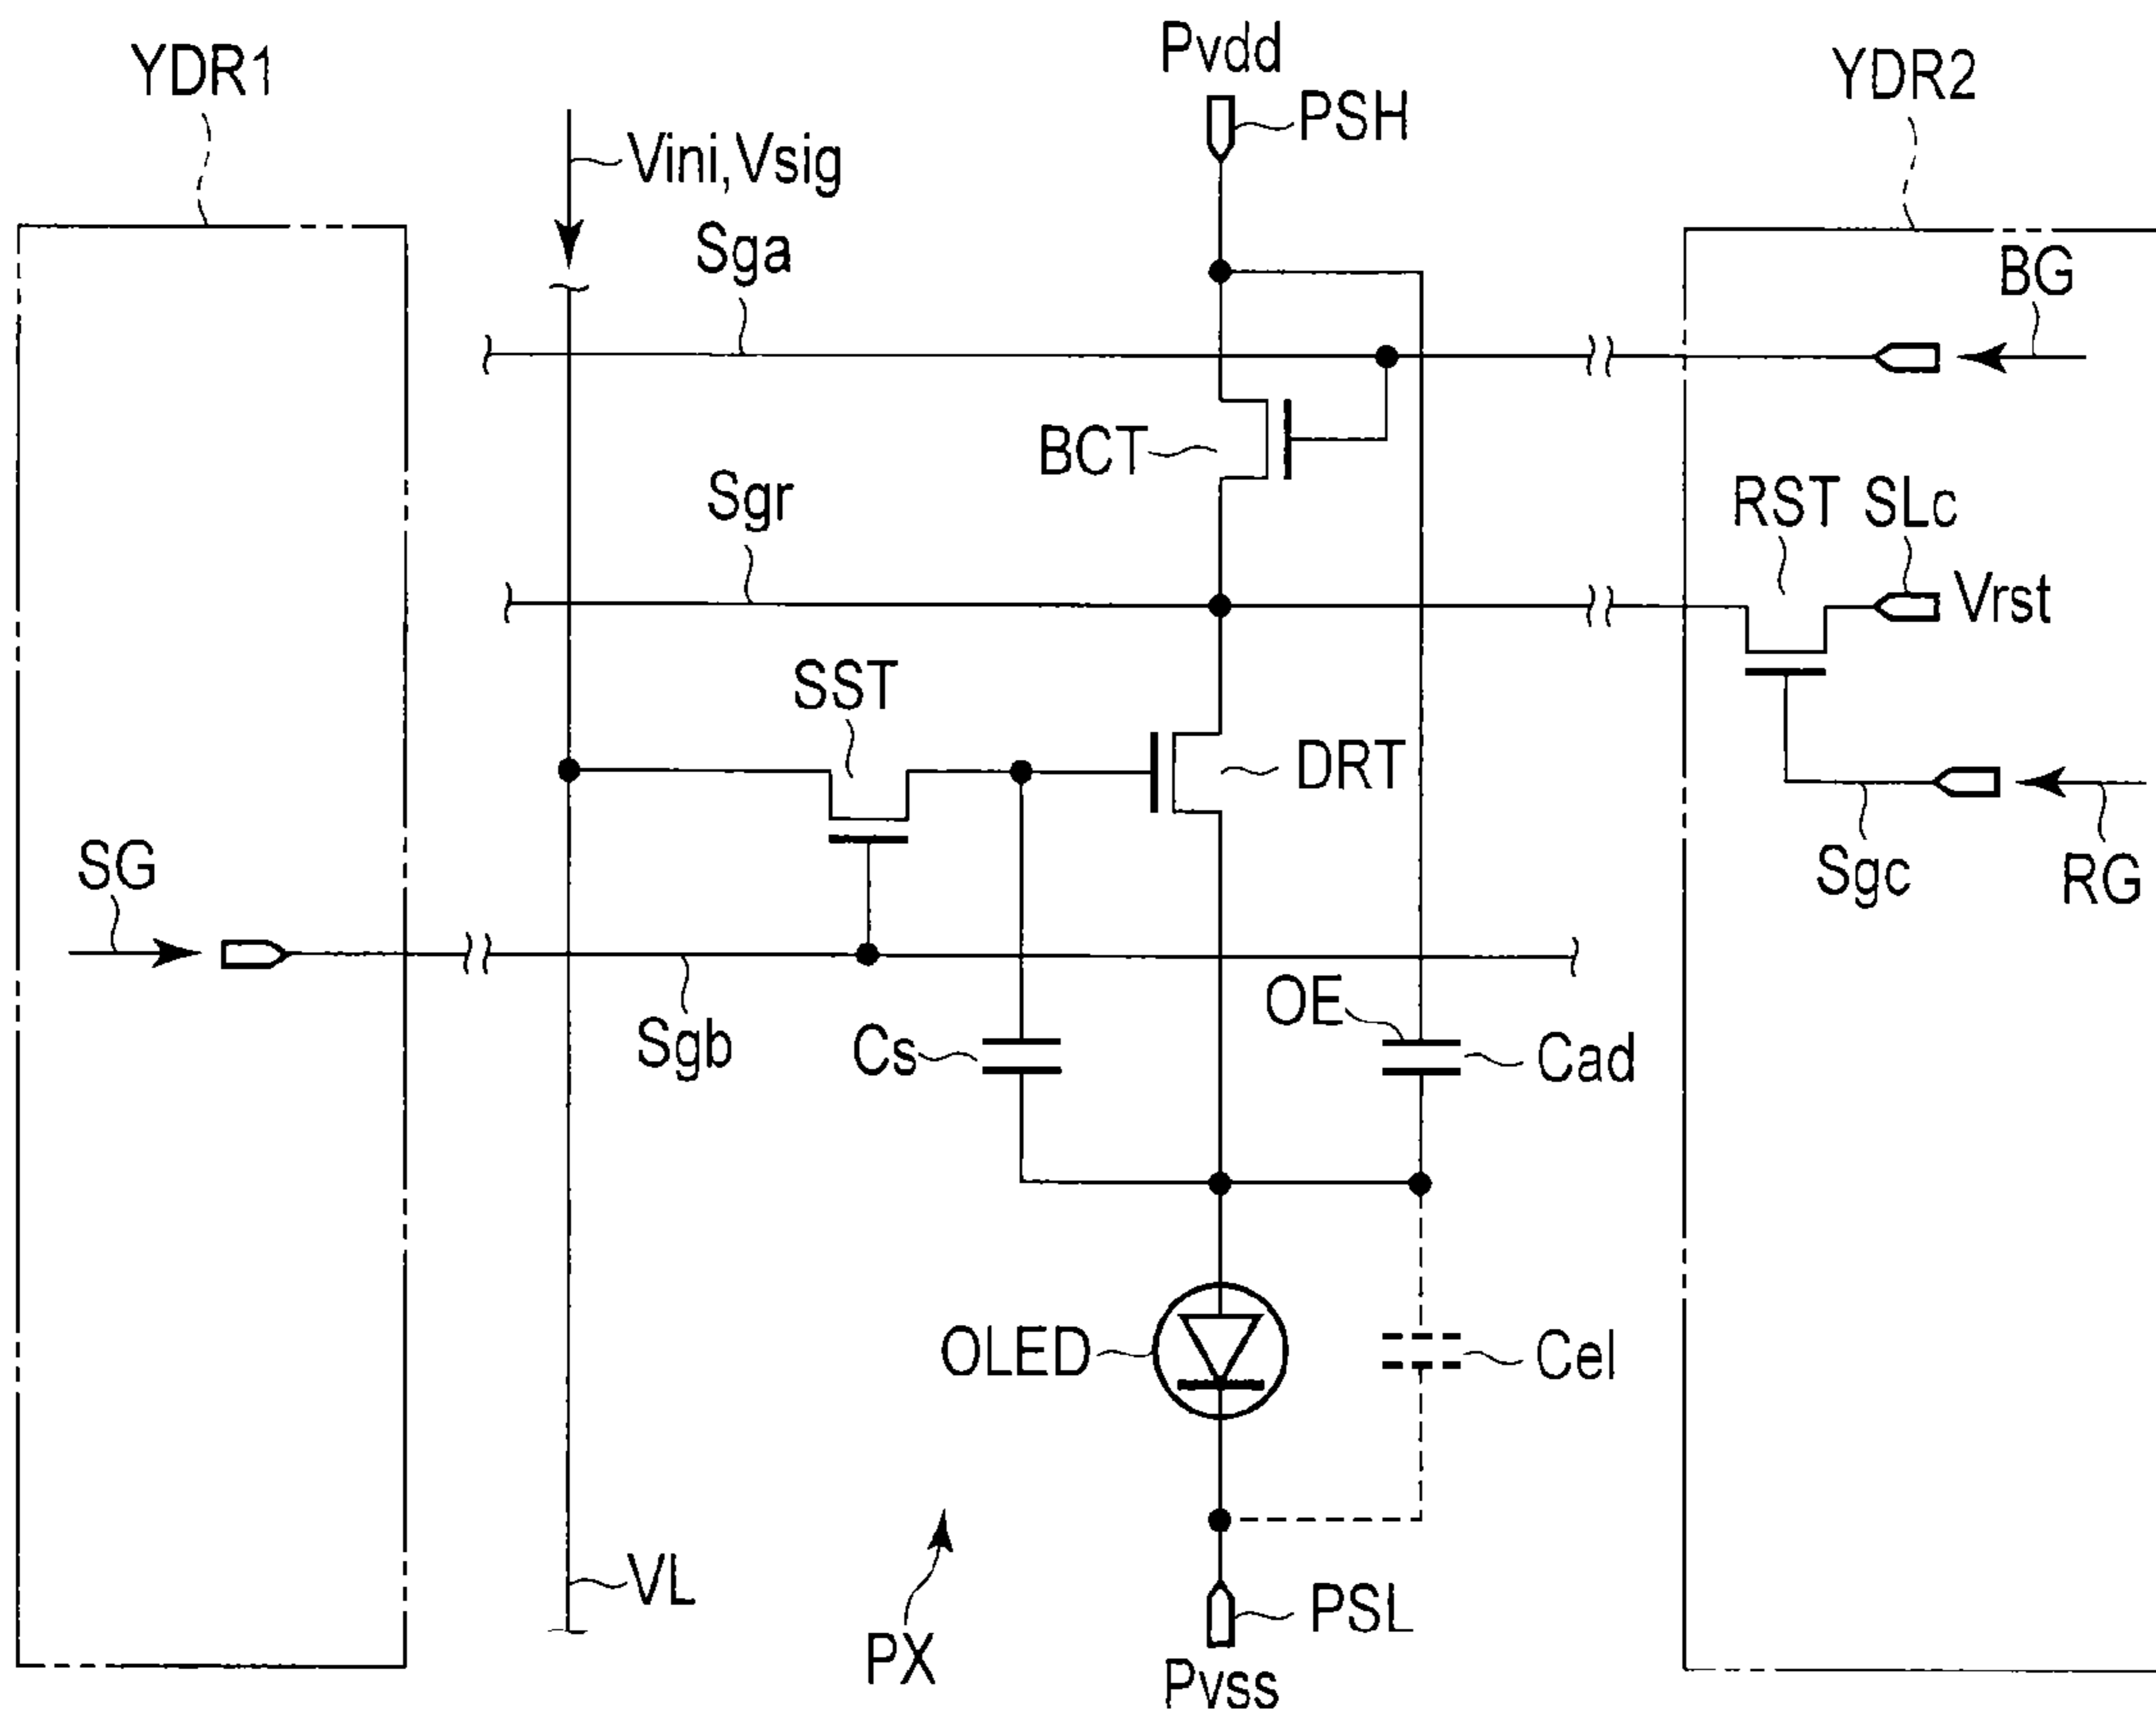 Pvdd
YDR1
YDR2
PSH
Vini,Vsig
Sga
BG
BCT
Sgr
RST SLc
Vrst
SST
DRT
SG
Sgc
RG
OE
Sgb
Cs
Cad
OLED
Cel
VL
PSL
PX
Pvss